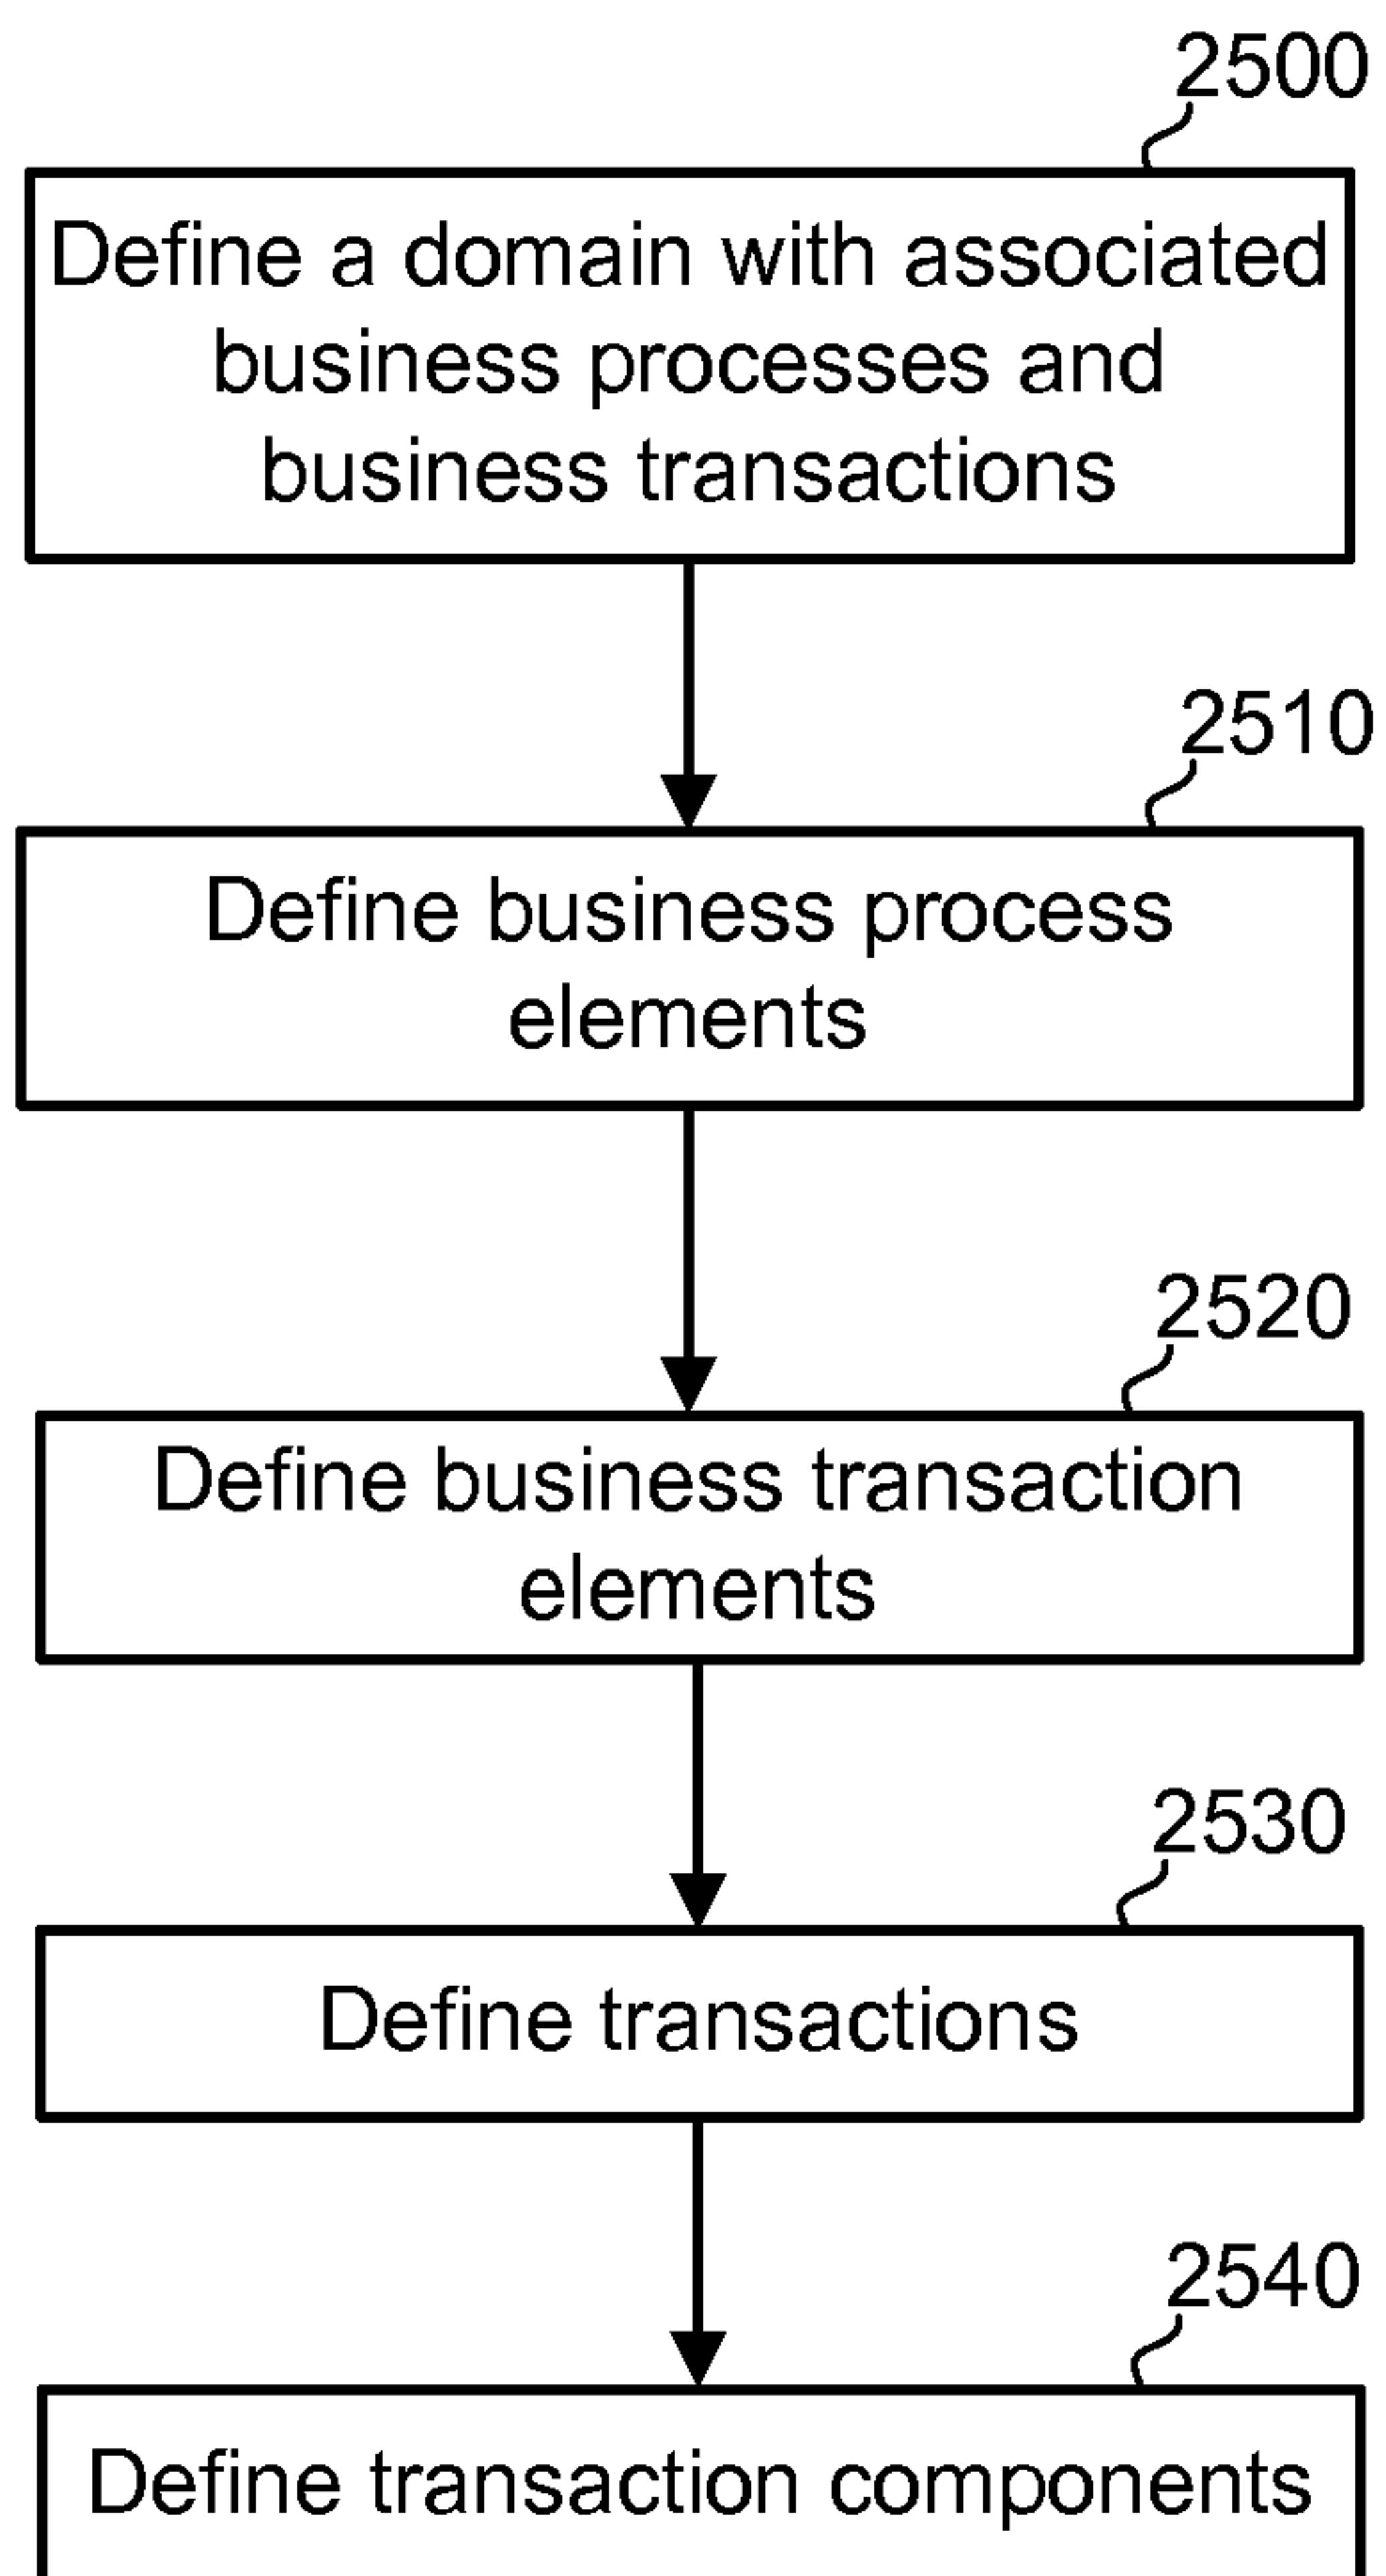 2500
Define a domain with associated
business processes and
business transactions
2510
Define business process
elements
2520
Define business transaction
elements
2530
Define transactions
2540
Define transaction components